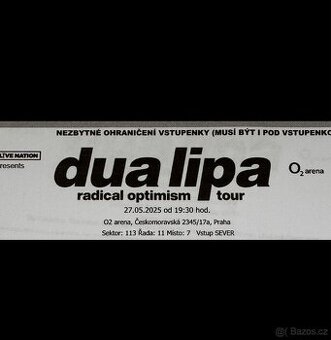 NEZBYTNÉ OHRANIČENÍ VSTUPENKY (MUSÍ BÝT I POD VSTUPENKO
LIVE NATION
presents
dua lipa
radical optimism tour
O2 arena
27.05.2025 od 19:30 hod.
O2 arena, Českomoravská 2345/17a, Praha
Sektor: 113 Řada: 11 Místo: 7 Vstup SEVER
Bazos.cz